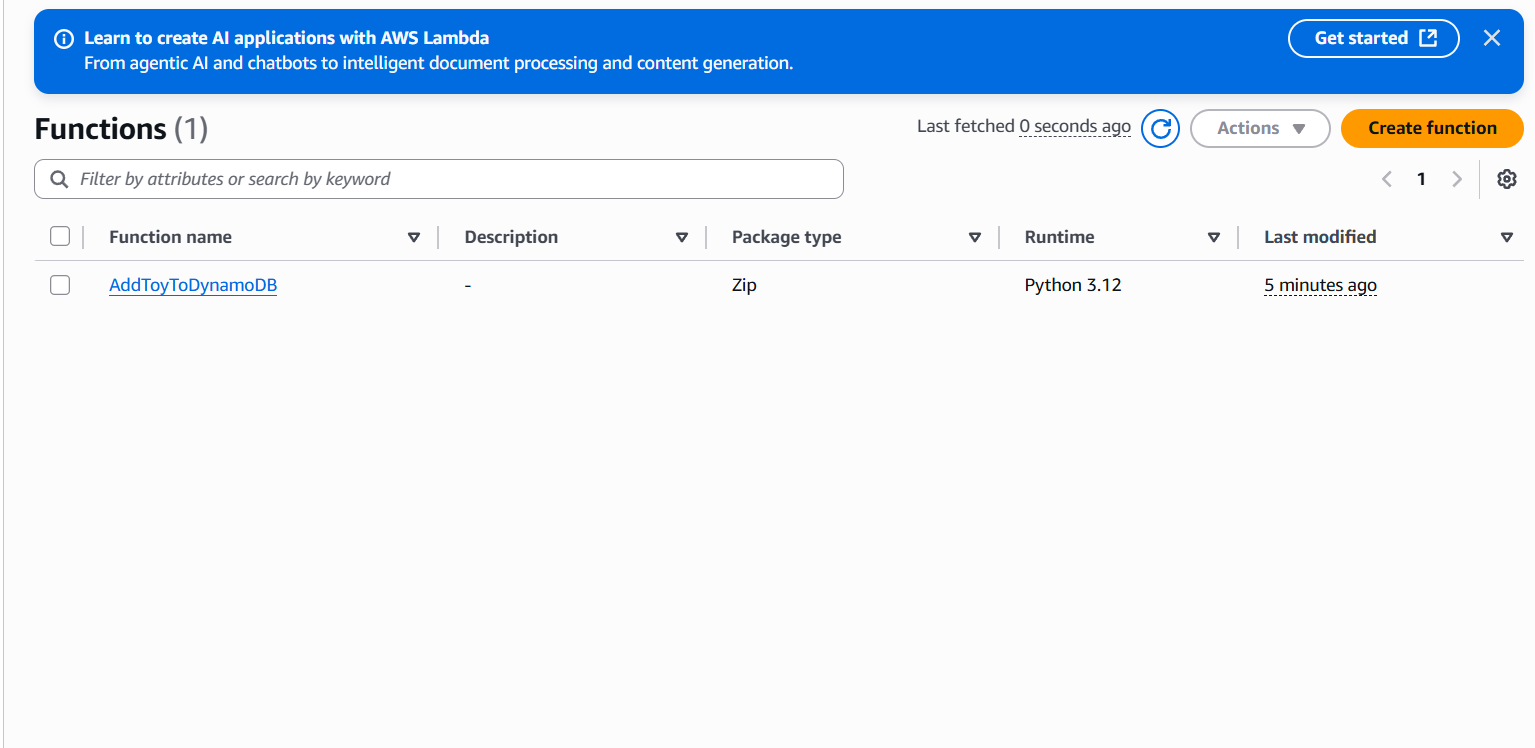 Learn to create AI applications with AWS Lambda
From agentic AI and chatbots to intelligent document processing and content generation.
Get started
Functions (1)
Last fetched 0 seconds ago
Actions
Create function
Filter by attributes or search by keyword
1
Function name Description Package type Runtime Last modified
AddToyToDynamoDB - Zip Python 3.12 5 minutes ago